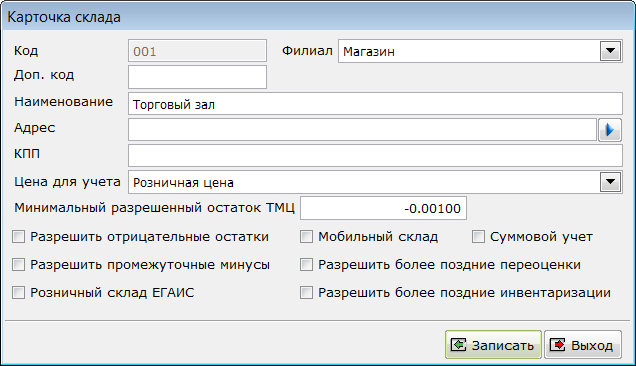 Карточка склада
Код 001 Филиал Магазин
Доп. код
Наименование Торговый зал
Адрес
КПП
Цена для учета Розничная цена
Минимальный разрешенный остаток ТМЦ -0.00100
Разрешить отрицательные остатки Мобильный склад Суммовой учет
Разрешить промежуточные минусы Разрешить более поздние переоценки
Розничный склад ЕГАИС Разрешить более поздние инвентаризации
Записать Выход